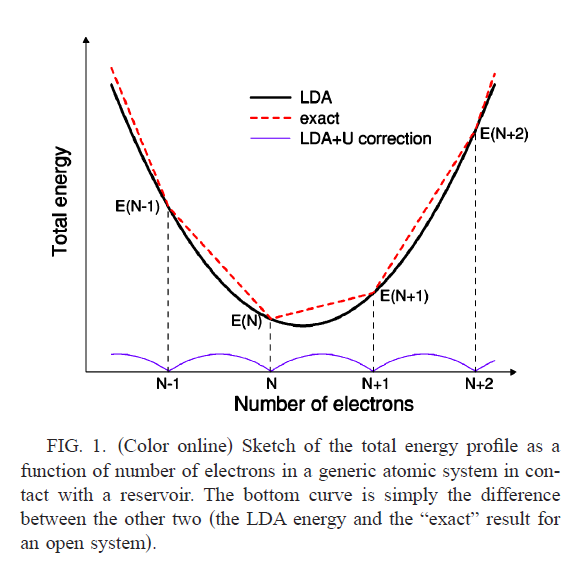 LDA
exact
LDA+U correction
Total energy
E(N-1)
E(N)
E(N+1)
E(N+2)
N-1
N
N+1
N+2
Number of electrons
FIG. 1. (Color online) Sketch of the total energy profile as a
function of number of electrons in a generic atomic system in con-
tact with a reservoir. The bottom curve is simply the difference
between the other two (the LDA energy and the “exact” result for
an open system).